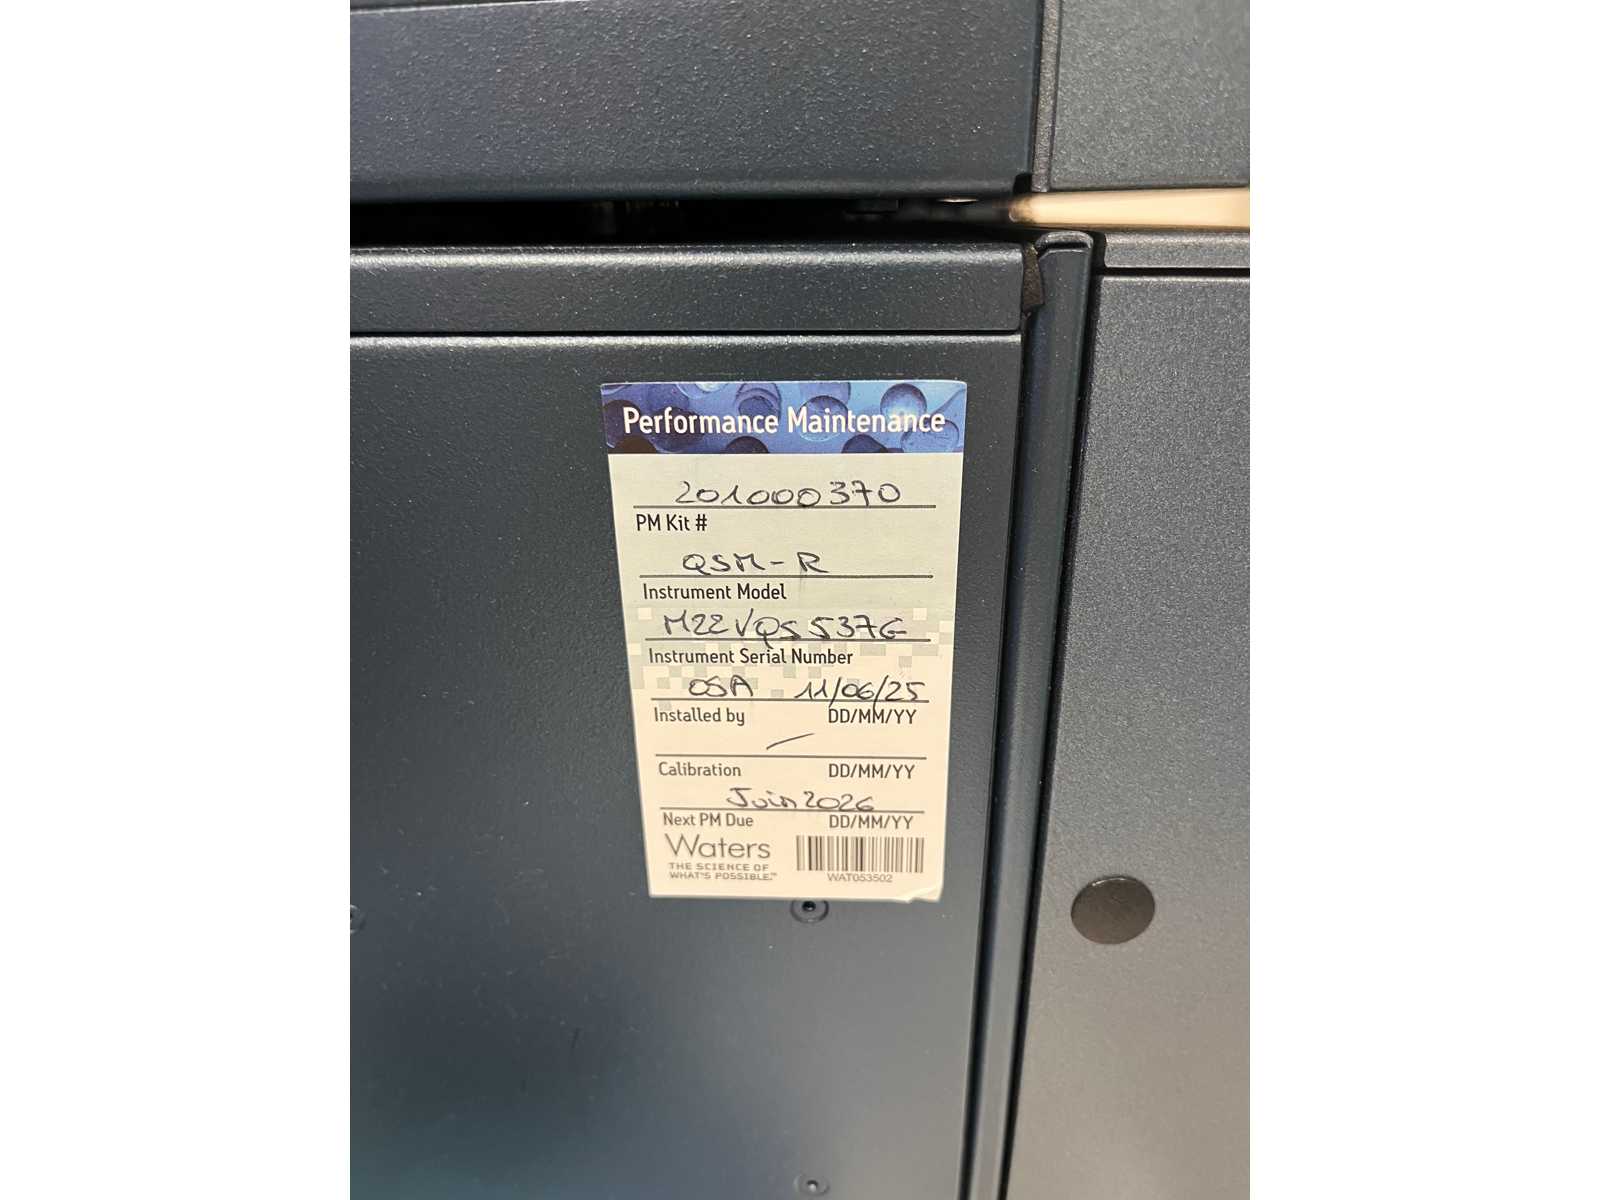 Performance Maintenance
201000370
PM Kit #
QSM-R
Instrument Model
M22VQS537G
Instrument Serial Number
OSA 11/06/25
Installed by DD/MM/YY
/
Calibration DD/MM/YY
Juin 2026
Next PM Due DD/MM/YY
Waters
THE SCIENCE OF
WHAT'S POSSIBLE.™
WAT053502